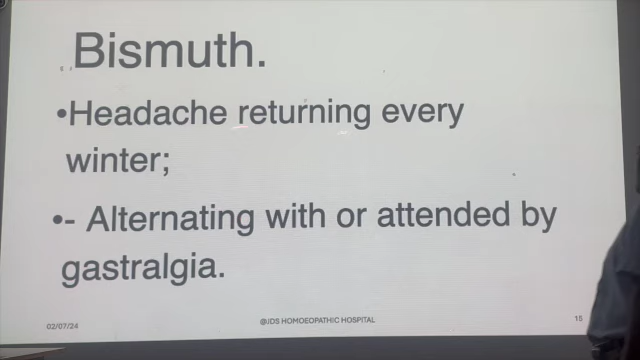 Bismuth.
•Headache returning every
winter;
•- Alternating with or attended by
gastralgia.
02/07/24 @JDS HOMOEOPATHIC HOSPITAL 15